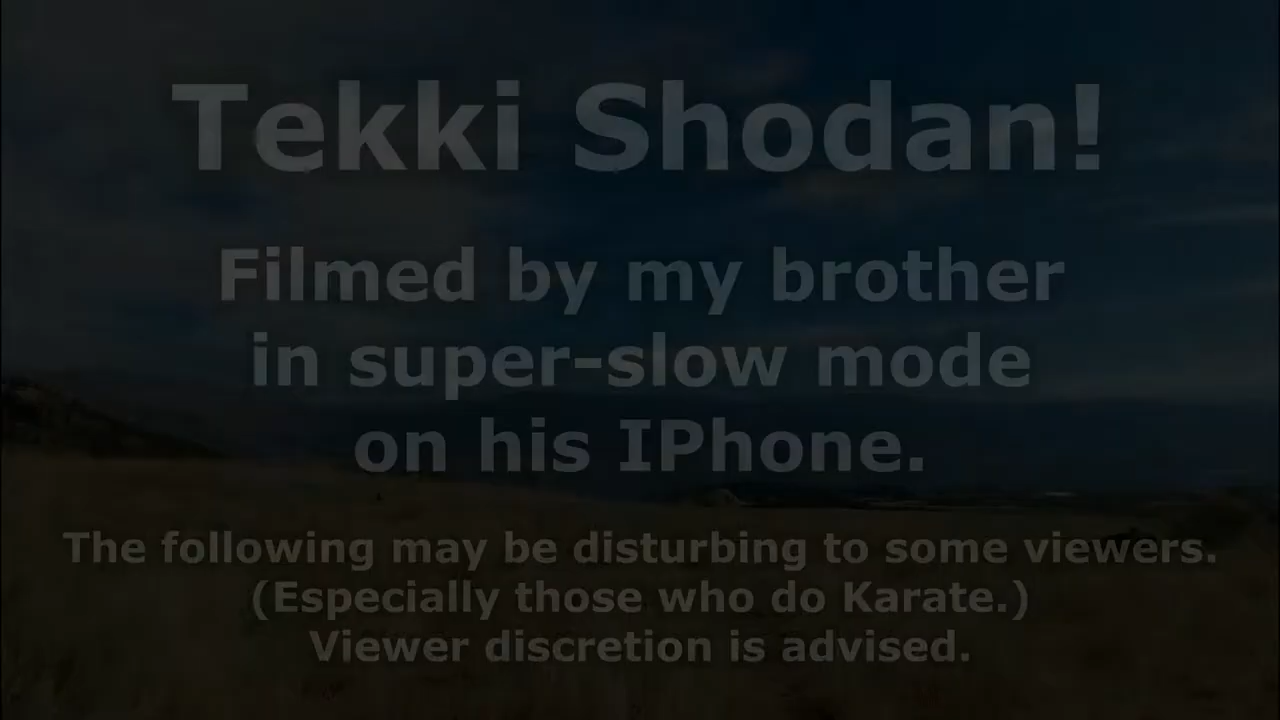 Tekki Shodan!
Filmed by my brother
in super-slow mode
on his IPhone.
The following may be disturbing to some viewers.
(Especially those who do Karate.)
Viewer discretion is advised.